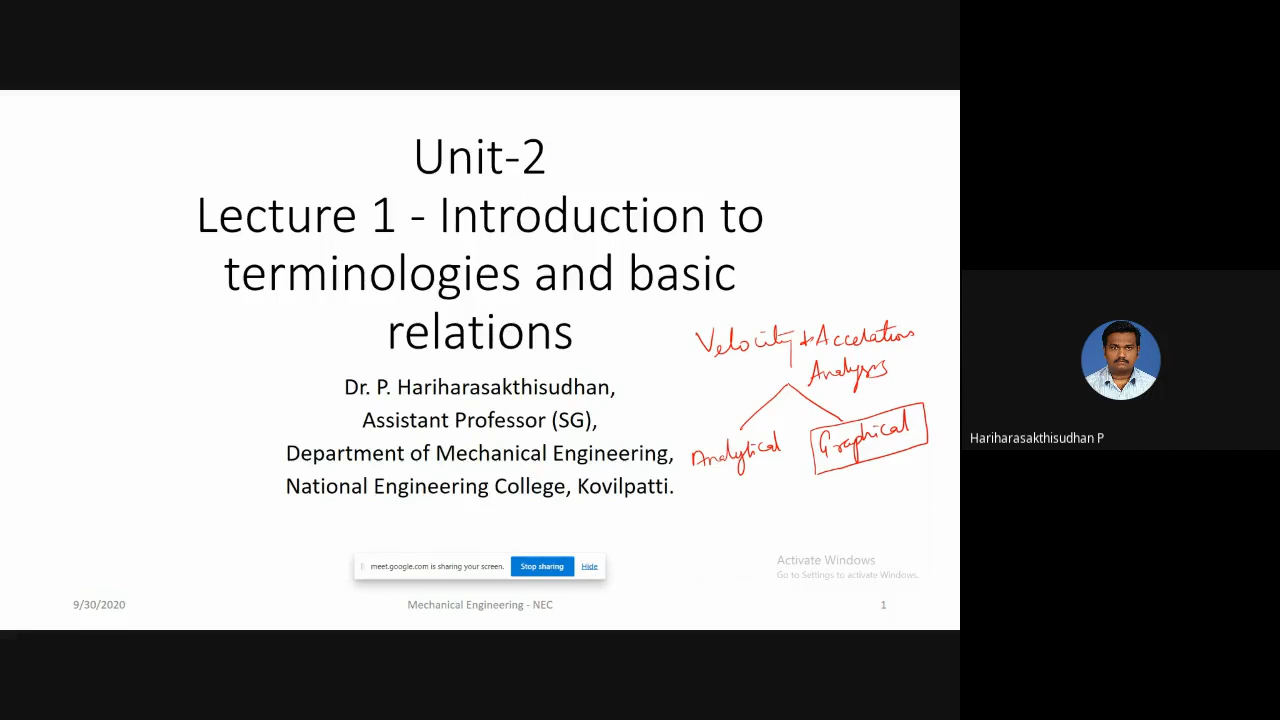 Unit-2
Lecture 1 - Introduction to
terminologies and basic
relations
Velocity & Accelations
Analysis
Analytical
Graphical
Dr. P. Hariharasakthisudhan,
Assistant Professor (SG),
Department of Mechanical Engineering,
National Engineering College, Kovilpatti.
meet.google.com is sharing your screen.
Stop sharing
Hide
Activate Windows
Go to Settings to activate Windows.
9/30/2020
Mechanical Engineering - NEC
1
Hariharasakthisudhan P